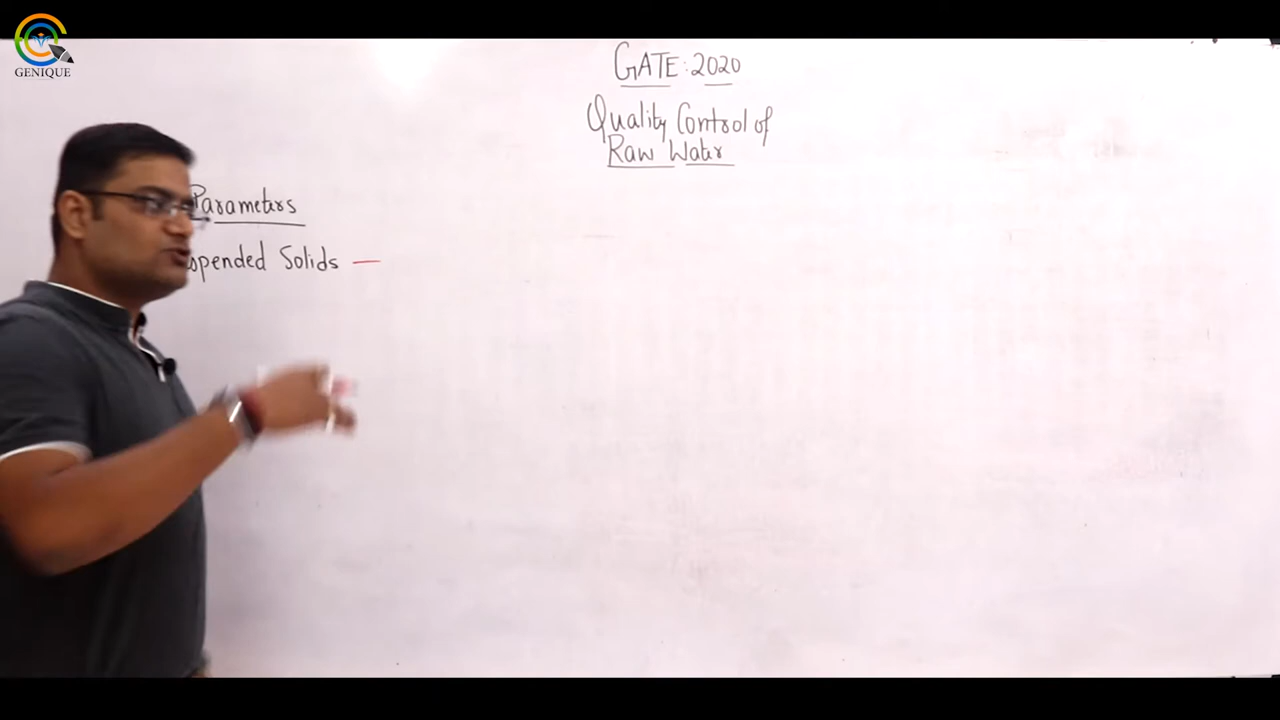 GENIQUE
GATE: 2020
Quality Control of
Raw Water
Parameters
pended Solids —